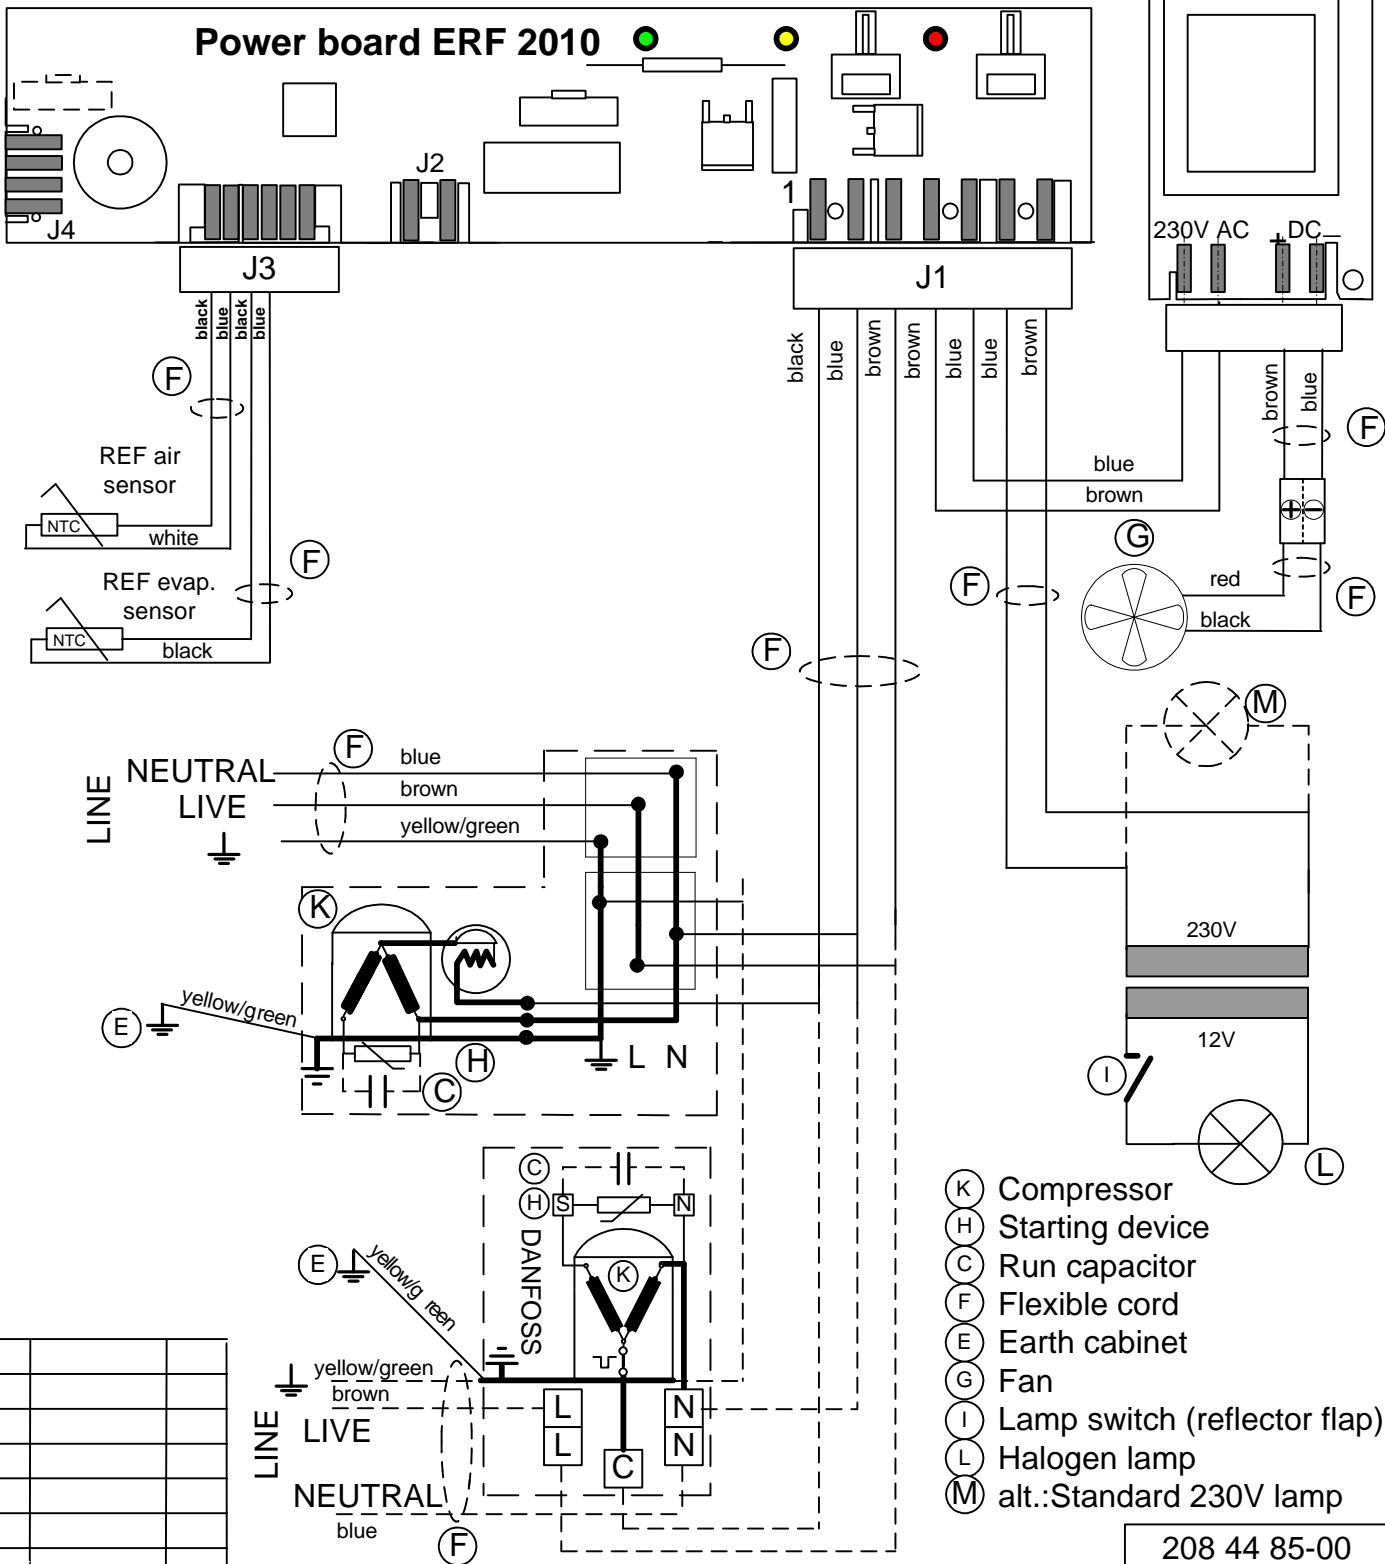 Power board ERF 2010
J2
1
J4
230V AC
+ DC –
J3
J1
black
blue
black
blue
black
blue
brown
brown
blue
blue
brown
brown
blue
F
F
REF air
sensor
NTC
white
blue
brown
F
REF evap.
sensor
NTC
black
G
F
red
black
F
F
M
LINE
NEUTRAL
LIVE
F
blue
brown
yellow/green
K
230V
12V
E
yellow/green
H
C
L
N
I
L
C
H
S
N
DANFOSS
K
E
yellow/g reen
yellow/green
brown
LINE
LIVE
NEUTRAL
blue
F
L
L
N
N
C
K Compressor
H Starting device
C Run capacitor
F Flexible cord
E Earth cabinet
G Fan
I Lamp switch (reflector flap)
L Halogen lamp
M alt.:Standard 230V lamp
208 44 85-00